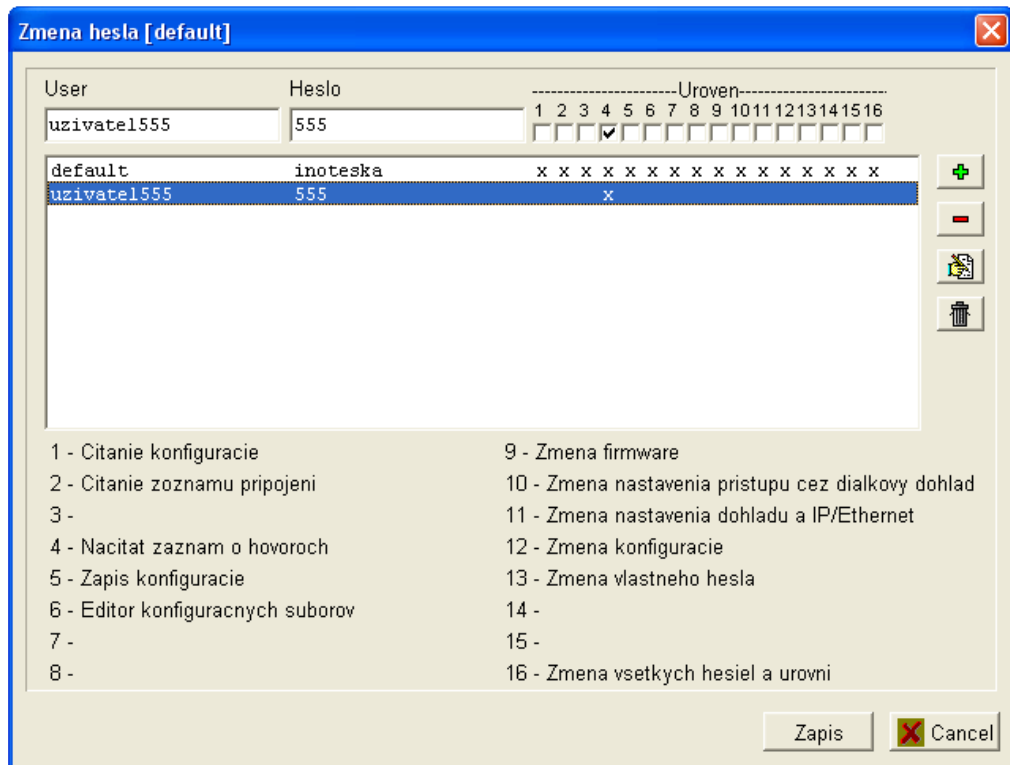 Zmena hesla [default]
User Heslo ----------------------Uroven-----------------------
1 2 3 4 5 6 7 8 9 10 11 12 13 14 15 16
uzivatel555 555
default inoteska x x x x x x x x x x x x x x x x
uzivatel555 555 x
1 - Citanie konfiguracie
2 - Citanie zoznamu pripojeni
3 -
4 - Nacitat zaznam o hovoroch
5 - Zapis konfiguracie
6 - Editor konfiguracnych suborov
7 -
8 -
9 - Zmena firmware
10 - Zmena nastavenia pristupu cez dialkovy dohlad
11 - Zmena nastavenia dohladu a IP/Ethernet
12 - Zmena konfiguracie
13 - Zmena vlastneho hesla
14 -
15 -
16 - Zmena vsetkych hesiel a urovni
Zapis Cancel